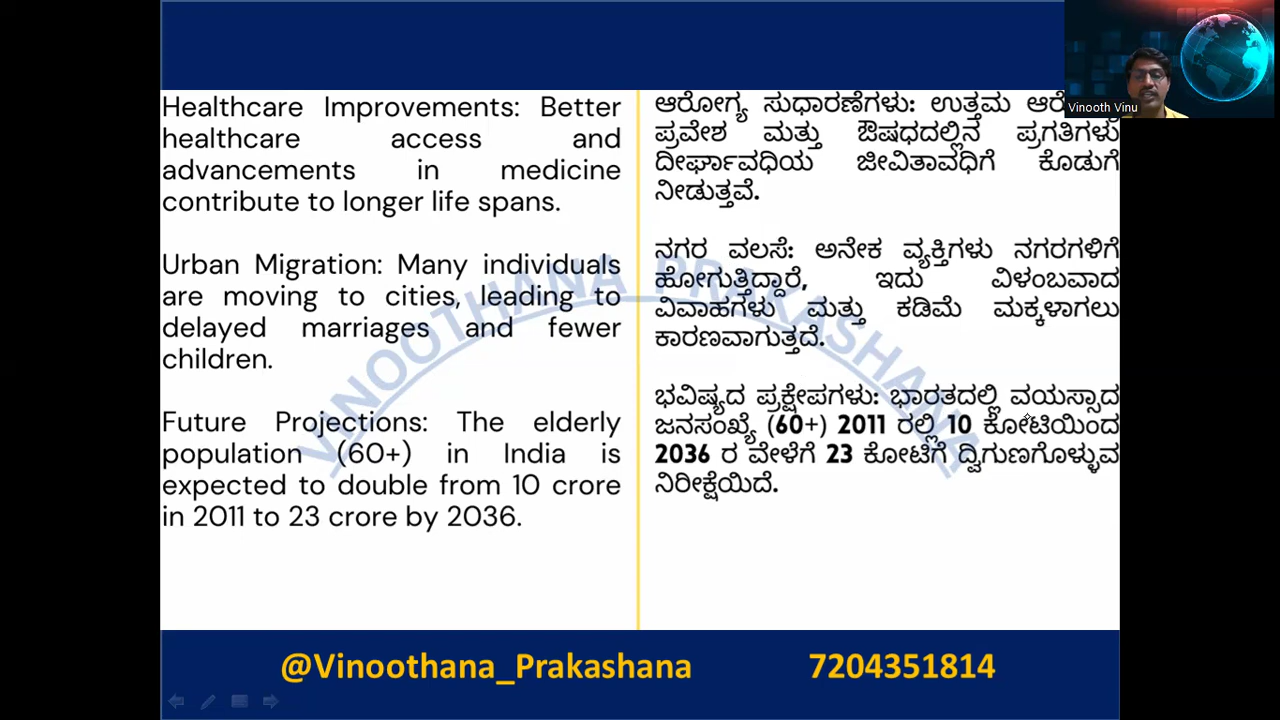 Healthcare Improvements: Better
healthcare access and
advancements in medicine
contribute to longer life spans.
Urban Migration: Many individuals
are moving to cities, leading to
delayed marriages and fewer
children.
Future Projections: The elderly
population (60+) in India is
expected to double from 10 crore
in 2011 to 23 crore by 2036.
ಆರೋಗ್ಯ ಸುಧಾರಣೆಗಳು: ಉತ್ತಮ
ಪ್ರವೇಶ ಮತ್ತು ಔಷಧದಲ್ಲಿನ ಪ್ರಗತಿಗಳು
ದೀರ್ಘಾವಧಿಯ ಜೀವಿತಾವಧಿಗೆ ಕೊಡುಗೆ
ನೀಡುತ್ತವೆ.
ನಗರ ವಲಸೆ: ಅನೇಕ ವ್ಯಕ್ತಿಗಳು ನಗರಗಳಿಗೆ
ಹೋಗುತ್ತಿದ್ದಾರೆ, ಇದು ವಿಳಂಬವಾದ
ವಿವಾಹಗಳು ಮತ್ತು ಕಡಿಮೆ ಮಕ್ಕಳಾಗಲು
ಕಾರಣವಾಗುತ್ತದೆ.
ಭವಿಷ್ಯದ ಪ್ರಕ್ಷೇಪಗಳು: ಭಾರತದಲ್ಲಿ ವಯಸ್ಸಾದ
ಜನಸಂಖ್ಯೆ (60+) 2011 ರಲ್ಲಿ 10 ಕೋಟಿಯಿಂದ
2036 ರ ವೇಳೆಗೆ 23 ಕೋಟಿಗೆ ದ್ವಿಗುಣಗೊಳ್ಳುವ
ನಿರೀಕ್ಷೆಯಿದೆ.
VINOOTHANA PRAKASHANA
Vinooth Vinu
@Vinoothana_Prakashana 7204351814